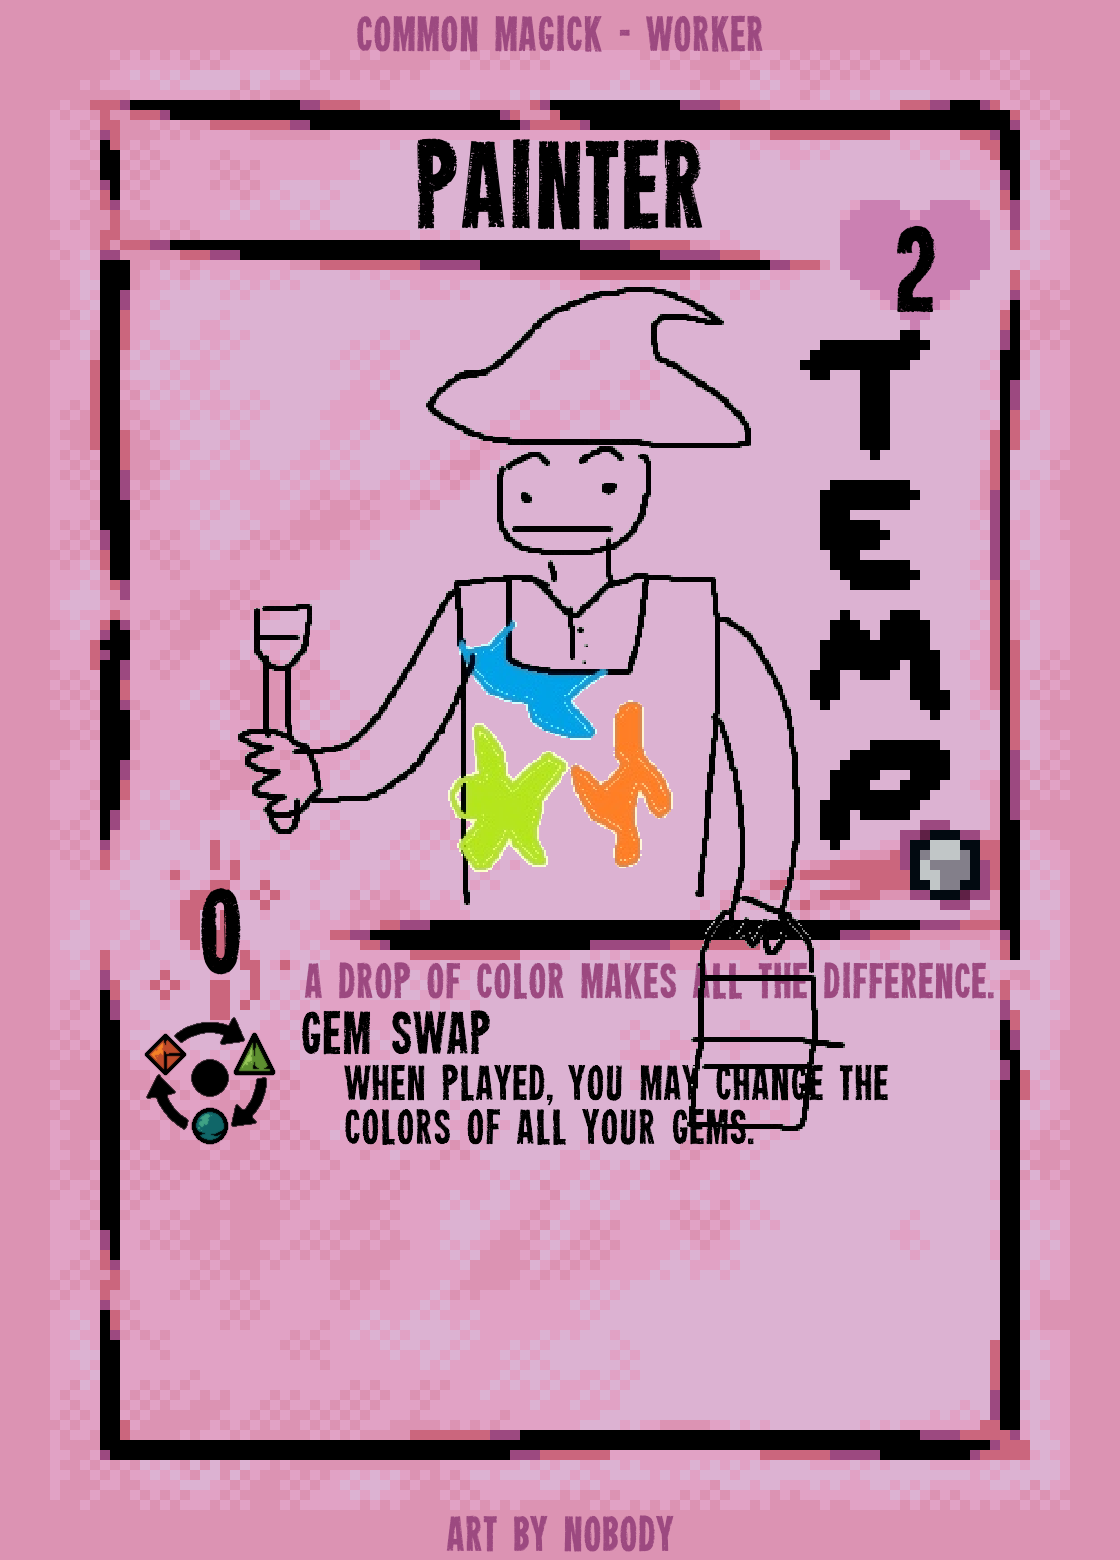 COMMON MAGICK - WORKER
PAINTER
2
TEMP
0
A DROP OF COLOR MAKES ALL THE DIFFERENCE.
GEM SWAP
WHEN PLAYED, YOU MAY CHANGE THE
COLORS OF ALL YOUR GEMS.
ART BY NOBODY